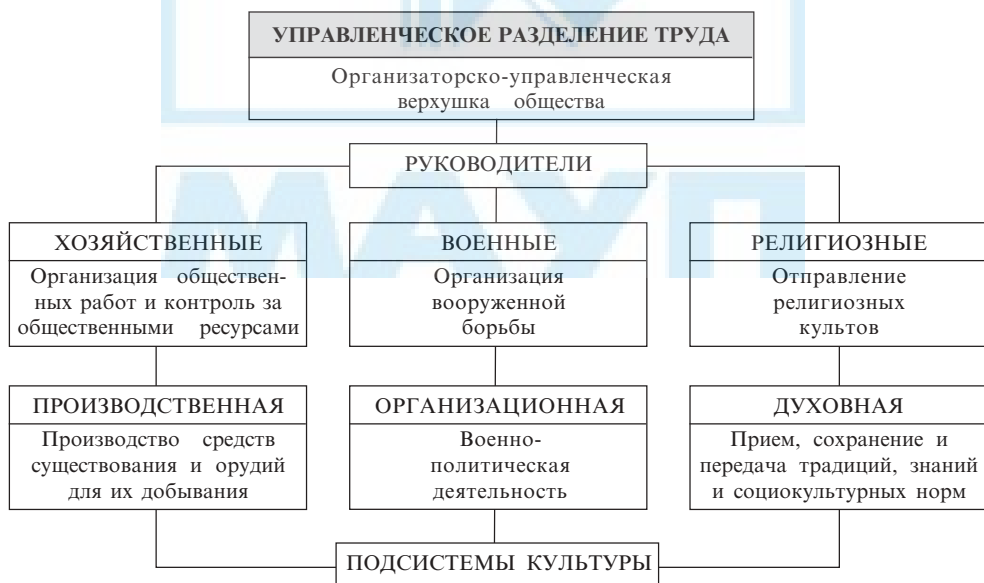 УПРАВЛЕНЧЕСКОЕ РАЗДЕЛЕНИЕ ТРУДА
Организаторско-управленческая
верхушка общества
РУКОВОДИТЕЛИ
ХОЗЯЙСТВЕННЫЕ
Организация обществен-
ных работ и контроль за
общественными ресурсами
ВОЕННЫЕ
Организация
вооруженной
борьбы
РЕЛИГИОЗНЫЕ
Отправление
религиозных
культов
ПРОИЗВОДСТВЕННАЯ
Производство средств
существования и орудий
для их добывания
ОРГАНИЗАЦИОННАЯ
Военно-
политическая
деятельность
ДУХОВНАЯ
Прием, сохранение и
передача традиций, знаний
и социокультурных норм
ПОДСИСТЕМЫ КУЛЬТУРЫ
МАУП